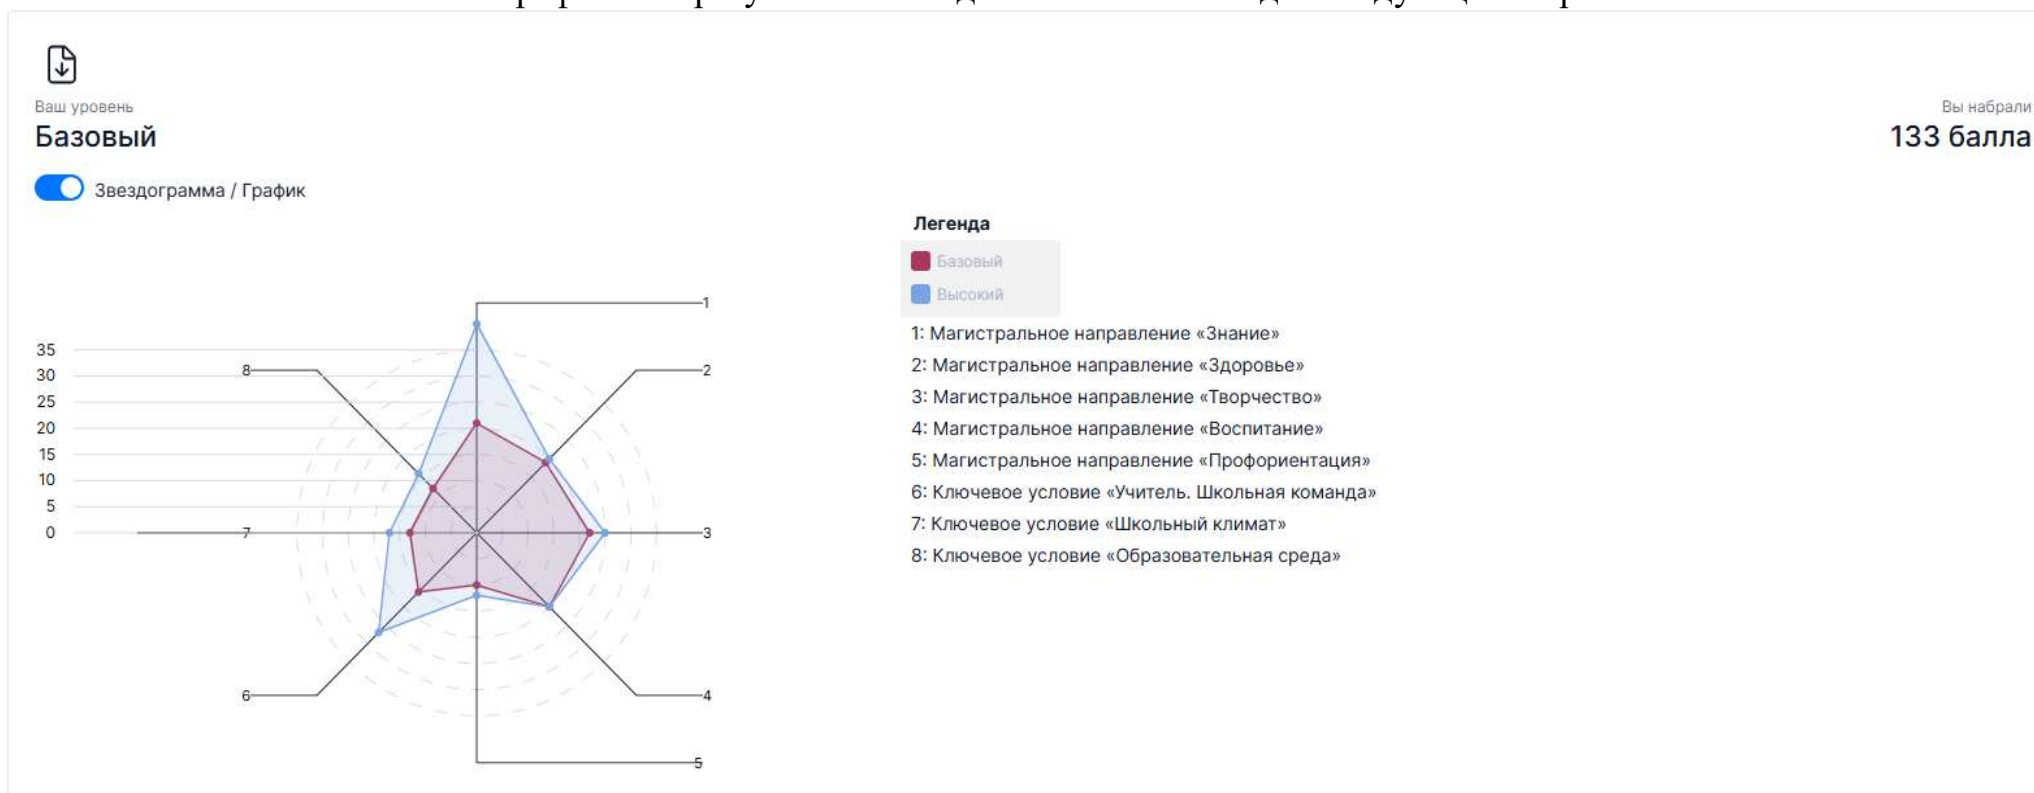 Ваш уровень
Базовый
Вы набрали
133 балла
Звездограмма / График
Легенда
Базовый
Высокий
1: Магистральное направление «Знание»
2: Магистральное направление «Здоровье»
3: Магистральное направление «Творчество»
4: Магистральное направление «Воспитание»
5: Магистральное направление «Профориентация»
6: Ключевое условие «Учитель. Школьная команда»
7: Ключевое условие «Школьный климат»
8: Ключевое условие «Образовательная среда»
35
30
25
20
15
10
5
0
1
2
3
4
5
6
7
8